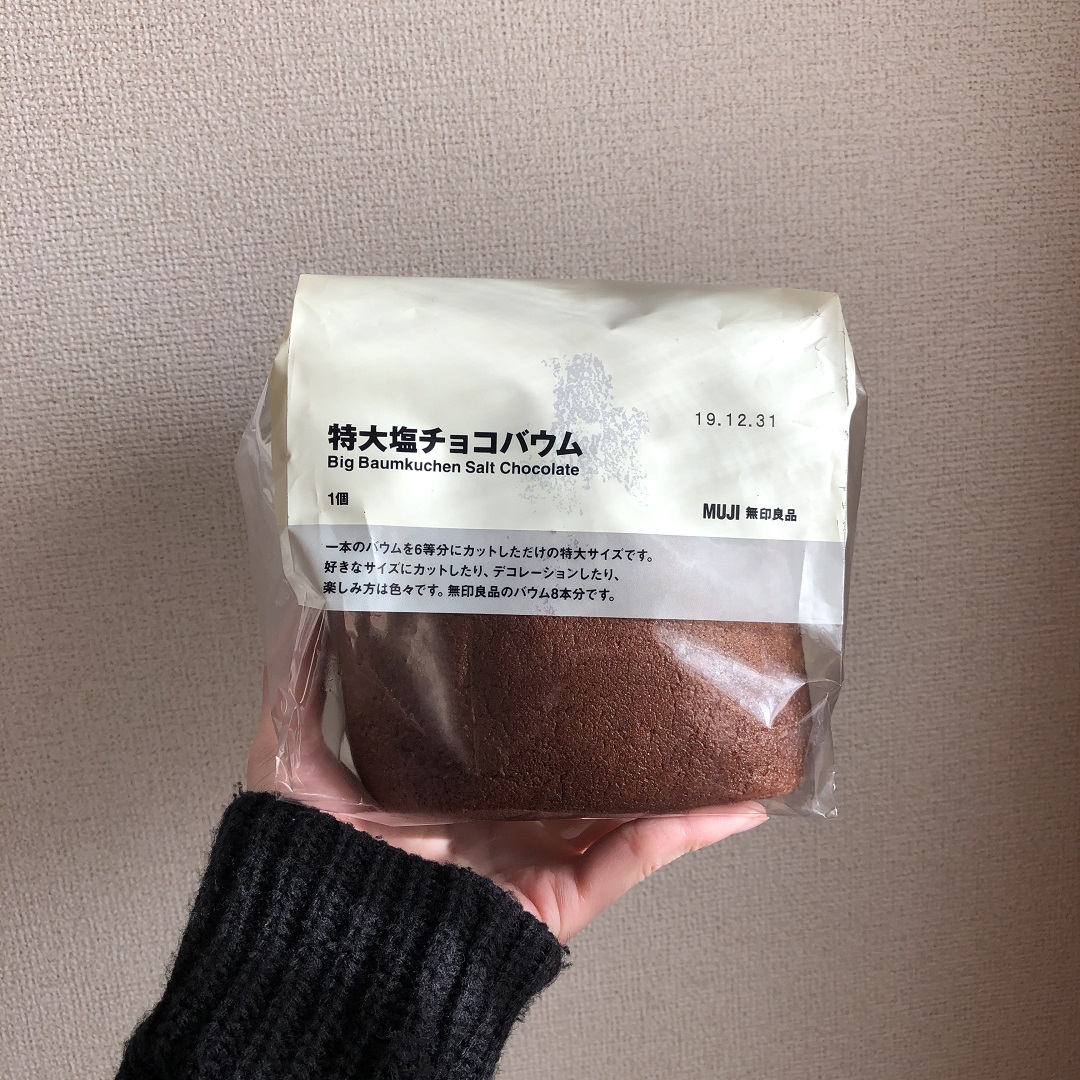 19.12.31
特大塩チョコバウム
Big Baumkuchen Salt Chocolate
1個
MUJI 無印良品
一本のバウムを6等分にカットしただけの特大サイズです。
好きなサイズにカットしたり、デコレーションしたり、
楽しみ方は色々です。無印良品のバウム8本分です。